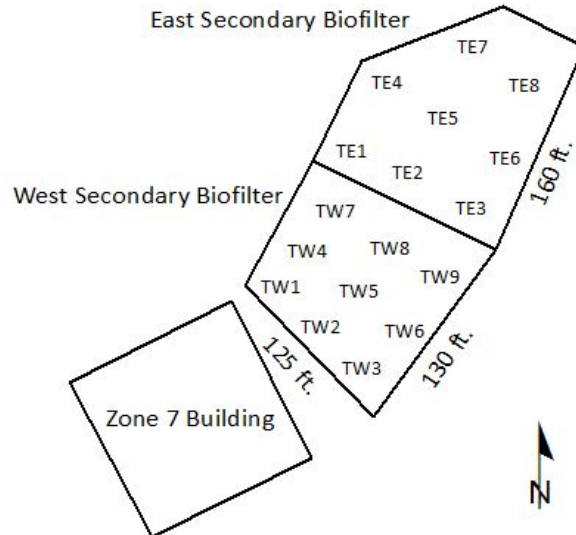 East Secondary Biofilter
TE7
TE4
TE8
TE5
TE1
TE2
TE6
TE3
160 ft.
West Secondary Biofilter
TW7
TW4
TW8
TW9
TW1
TW5
TW2
TW6
TW3
125 ft.
130 ft.
Zone 7 Building
N